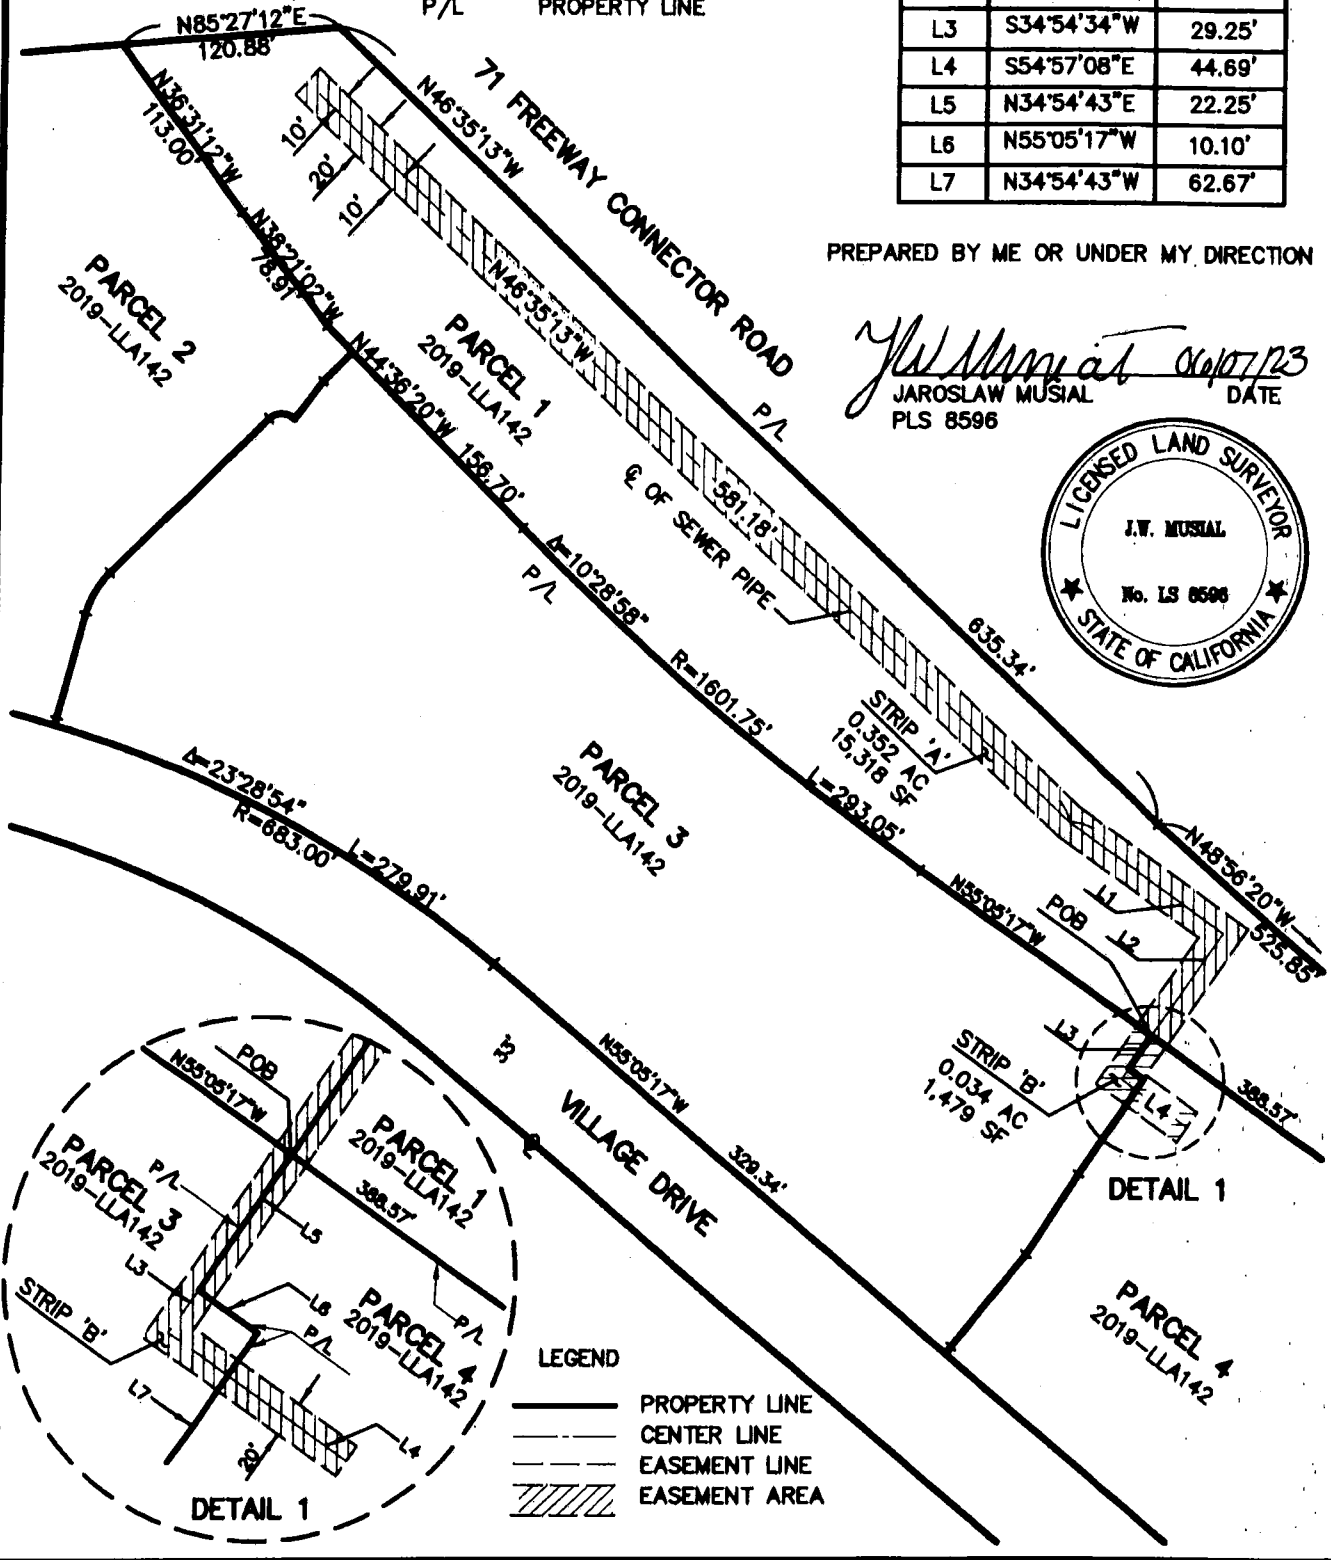 P/L PROPERTY LINE
L3 S34°54'34"W 29.25'
L4 S54°57'08"E 44.69'
L5 N34°54'43"E 22.25'
L6 N55°05'17"W 10.10'
L7 N34°54'43"W 62.67'
PREPARED BY ME OR UNDER MY DIRECTION
06/07/23
JAROSLAW MUSIAL DATE
PLS 8596
LICENSED LAND SURVEYOR
J.W. MUSIAL
No. LS 8596
STATE OF CALIFORNIA
N85°27'12"E
120.88'
N36°31'12"W
113.00'
N46°35'13"W
71 FREEWAY CONNECTOR ROAD
10'
20'
10'
N38°21'02"W
78.91'
PARCEL 2
2019-LLA142
N46°35'13"W
PARCEL 1
2019-LLA142
N44°36'20"W 156.70'
P/L
581.18'
℄ OF SEWER PIPE
Δ=10°28'58"
P/L
R=1601.75'
L=293.05'
635.34'
STRIP 'A'
0.352 AC
15,318 SF
PARCEL 3
2019-LLA142
Δ=23°28'54"
R=683.00'
L=279.91'
N48°56'20"W
525.85'
N55°05'17"W
L1
POB
L2
L3
STRIP 'B'
0.034 AC
1,479 SF
L4
388.57'
DETAIL 1
33'
N55°05'17"W
329.34'
VILLAGE DRIVE
℄
PARCEL 4
2019-LLA142
POB
N55°05'17"W
PARCEL 1
2019-LLA142
PARCEL 3
2019-LLA142
P/L
388.57'
L5
L3
STRIP 'B'
L6
P/L
PARCEL 4
2019-LLA142
P/L
L7
L4
20'
DETAIL 1
LEGEND
PROPERTY LINE
CENTER LINE
EASEMENT LINE
EASEMENT AREA